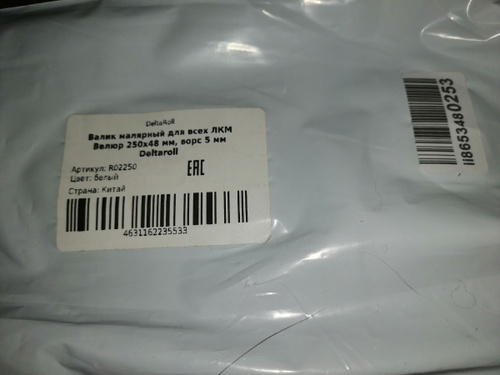 DeltaRoll
Валик малярный для всех ЛКМ
Велюр 250х48 мм, ворс 5 мм
Deltaroll
Артикул: R02250
Цвет: белый
Страна: Китай
EAC
4631162235533
ii8653480253